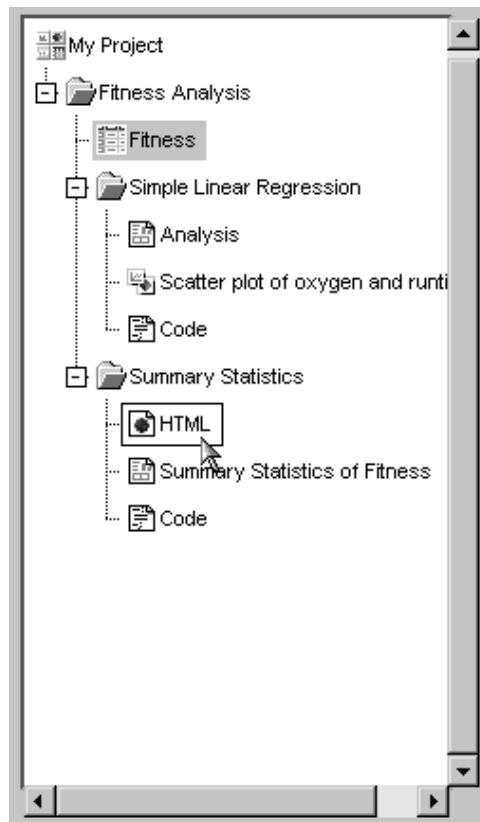 My Project
Fitness Analysis
Fitness
Simple Linear Regression
Analysis
Scatter plot of oxygen and runti
Code
Summary Statistics
HTML
Summary Statistics of Fitness
Code